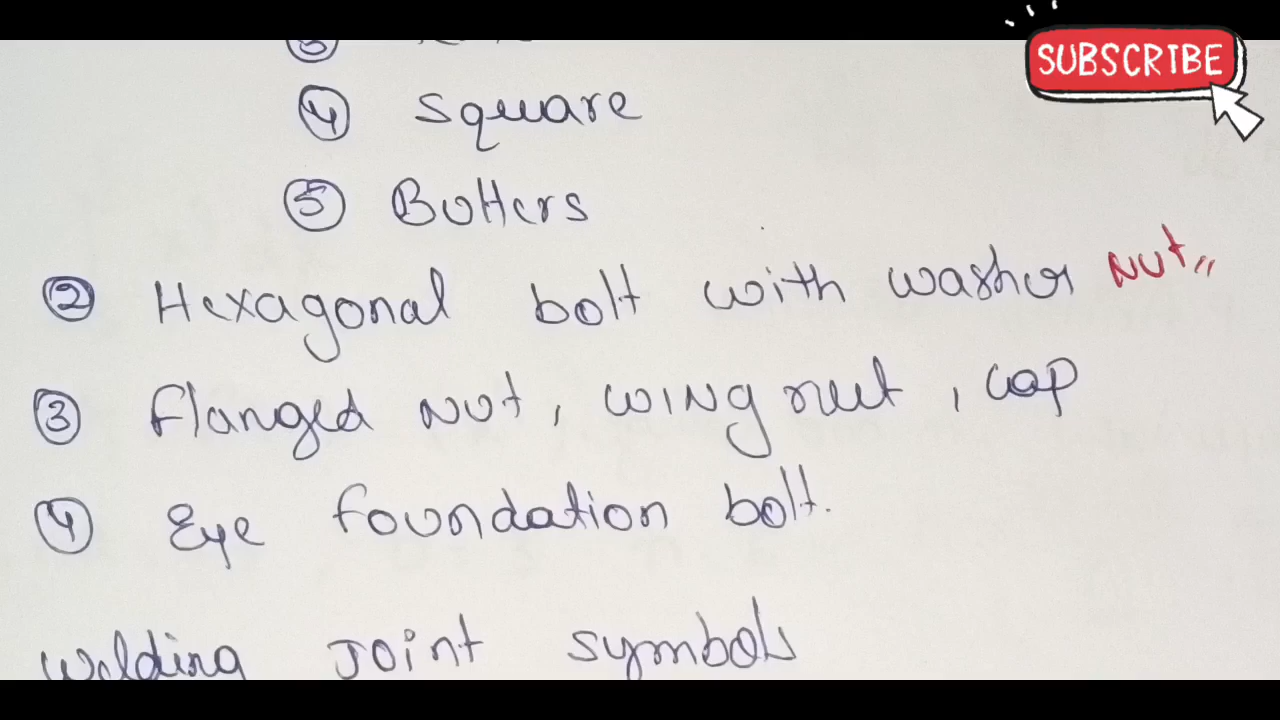 SUBSCRIBE
④ Square
⑤ Butters
② Hexagonal bolt with washer Nut,,
③ flanged nut, wing nut, cap
④ Eye foundation bolt.
Welding Joint symbols